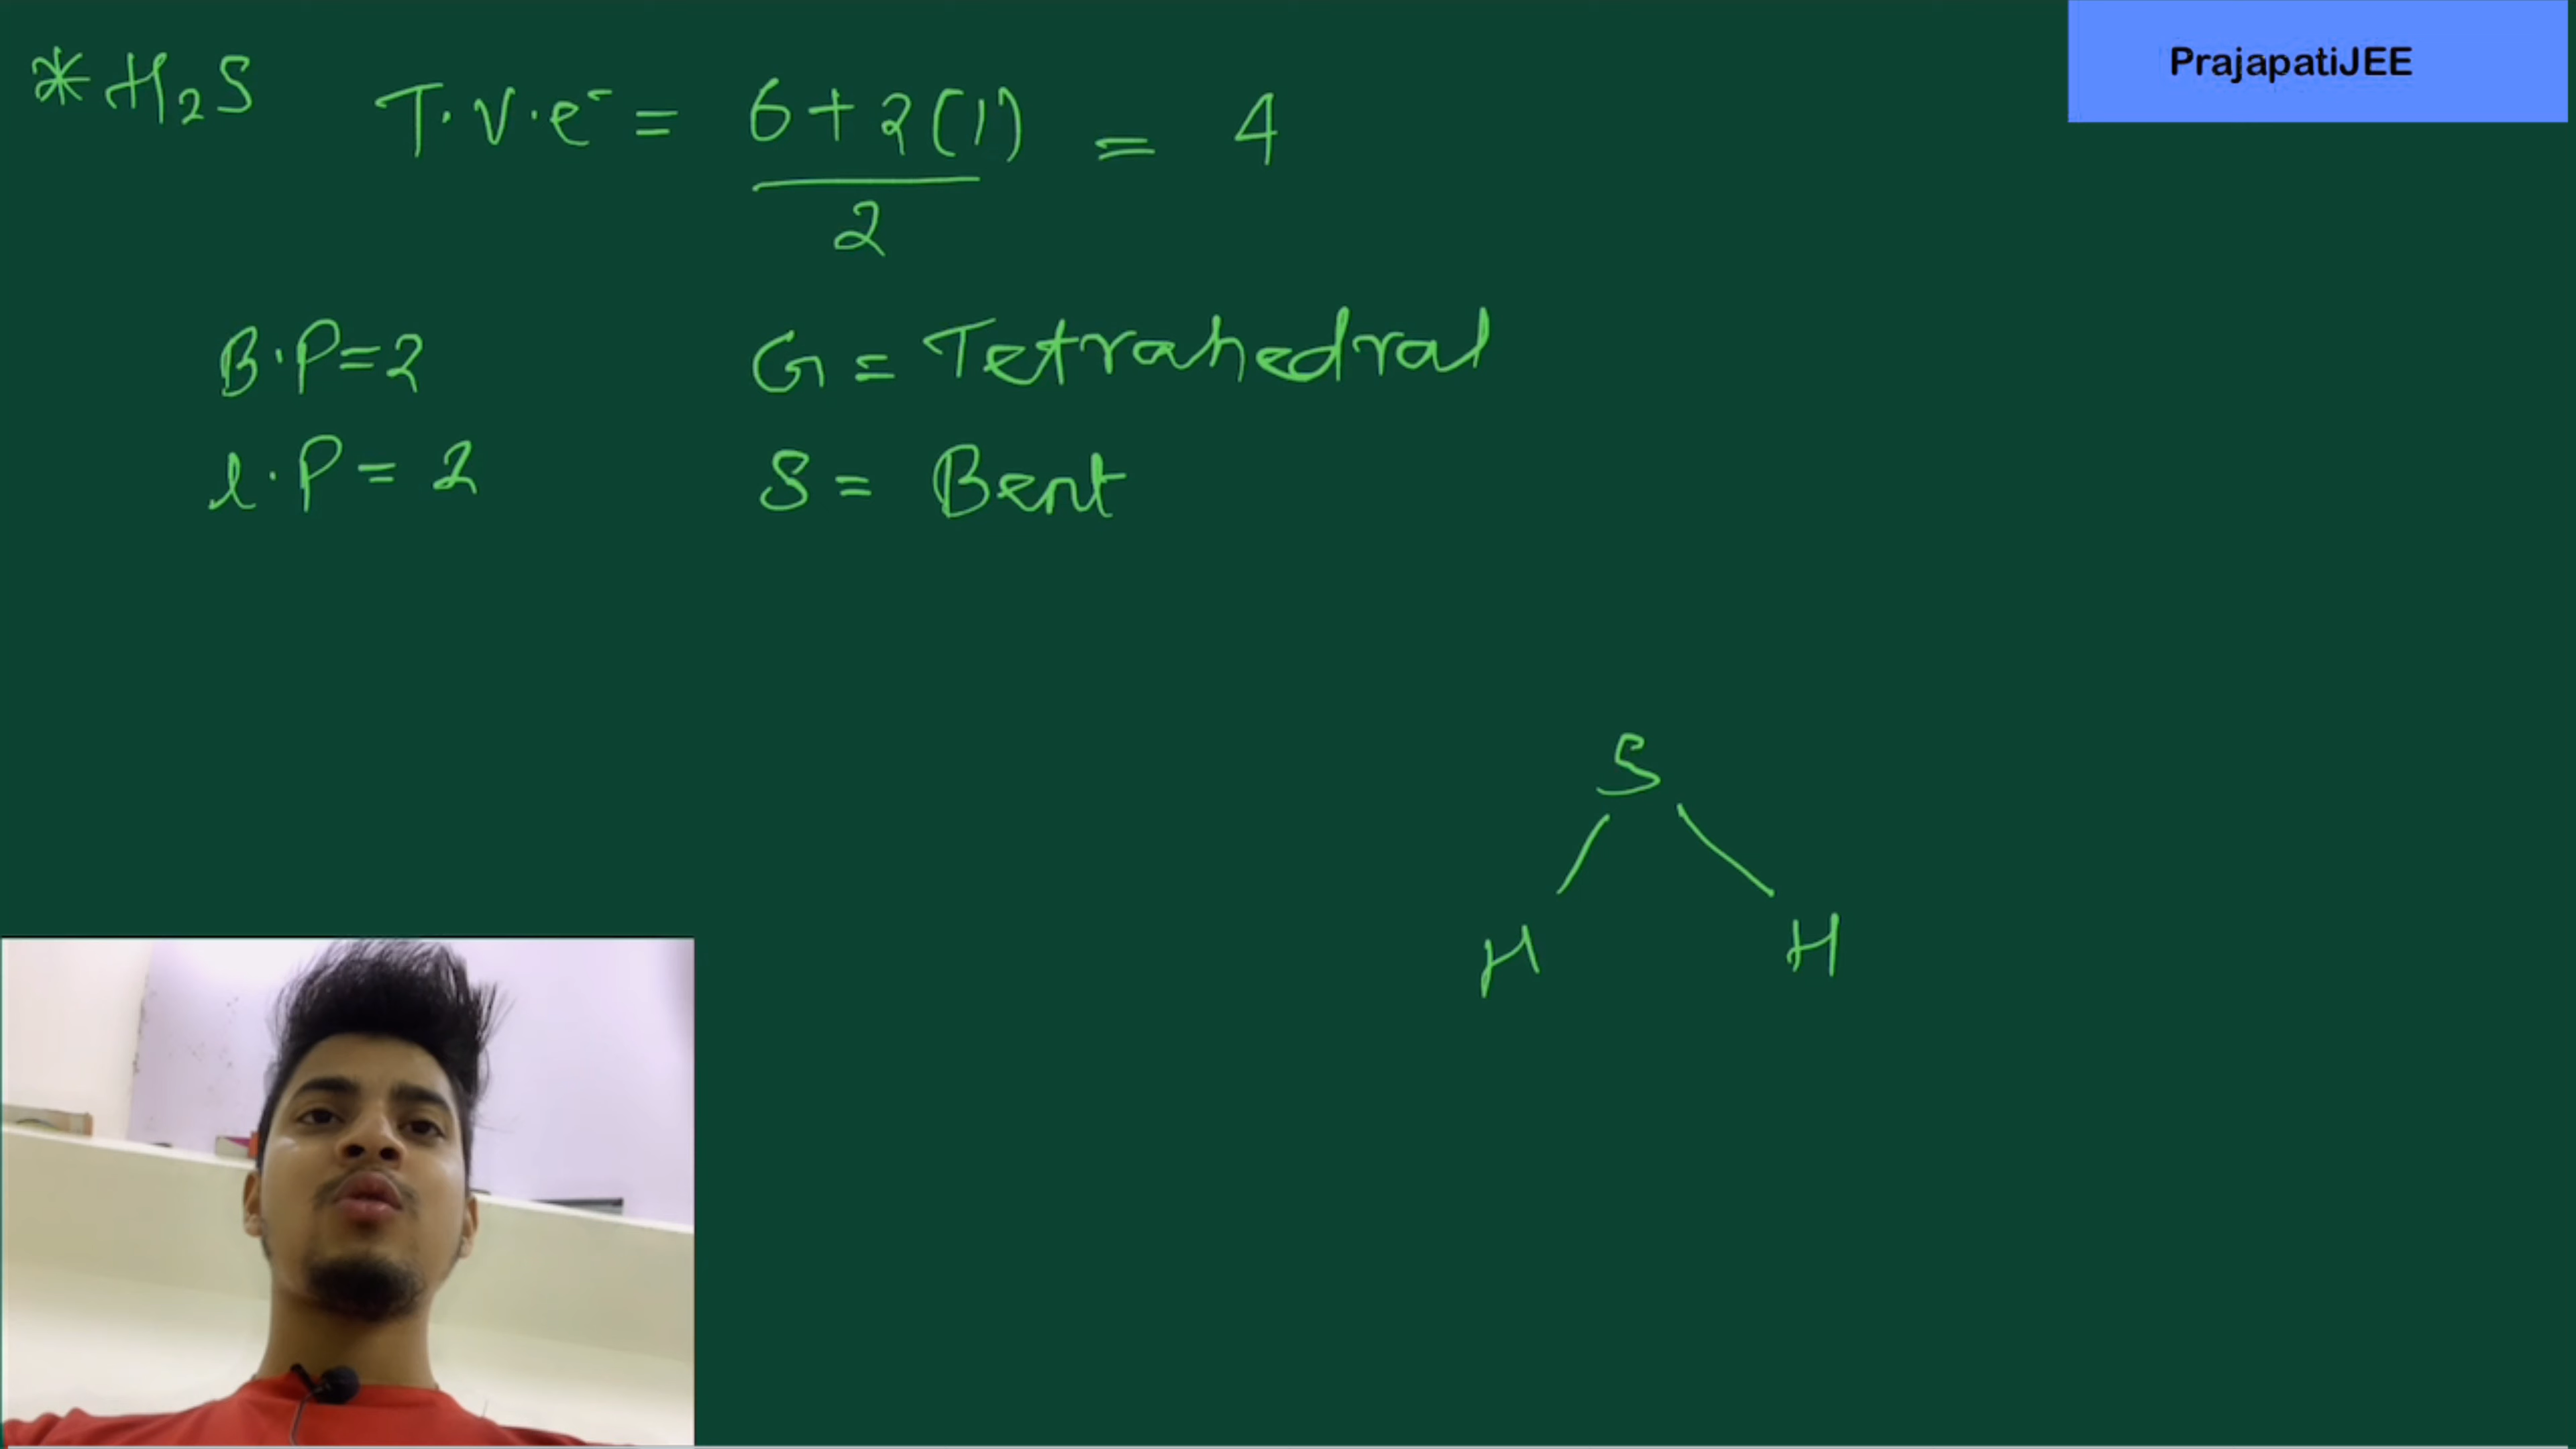 *H₂S T.V.e⁻ = 6+2(1)/2 = 4
PrajapatiJEE
B.P=2 G = Tetrahedral
l.P = 2 S = Bent
S
H H